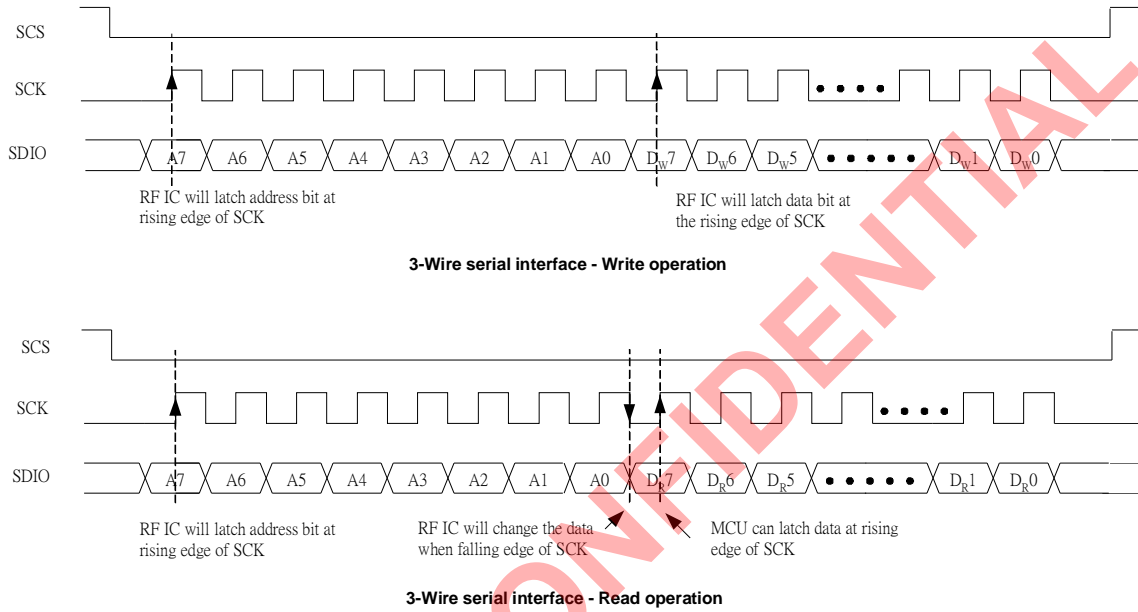 SCS
SCK
SDIO A7 A6 A5 A4 A3 A2 A1 A0 DW7 DW6 DW5 DW1 DW0
RF IC will latch address bit at
rising edge of SCK
RF IC will latch data bit at
the rising edge of SCK
3-Wire serial interface - Write operation
SCS
SCK
SDIO A7 A6 A5 A4 A3 A2 A1 A0 DR7 DR6 DR5 DR1 DR0
RF IC will latch address bit at
rising edge of SCK
RF IC will change the data
when falling edge of SCK
MCU can latch data at rising
edge of SCK
3-Wire serial interface - Read operation
ONFIDENTIAL